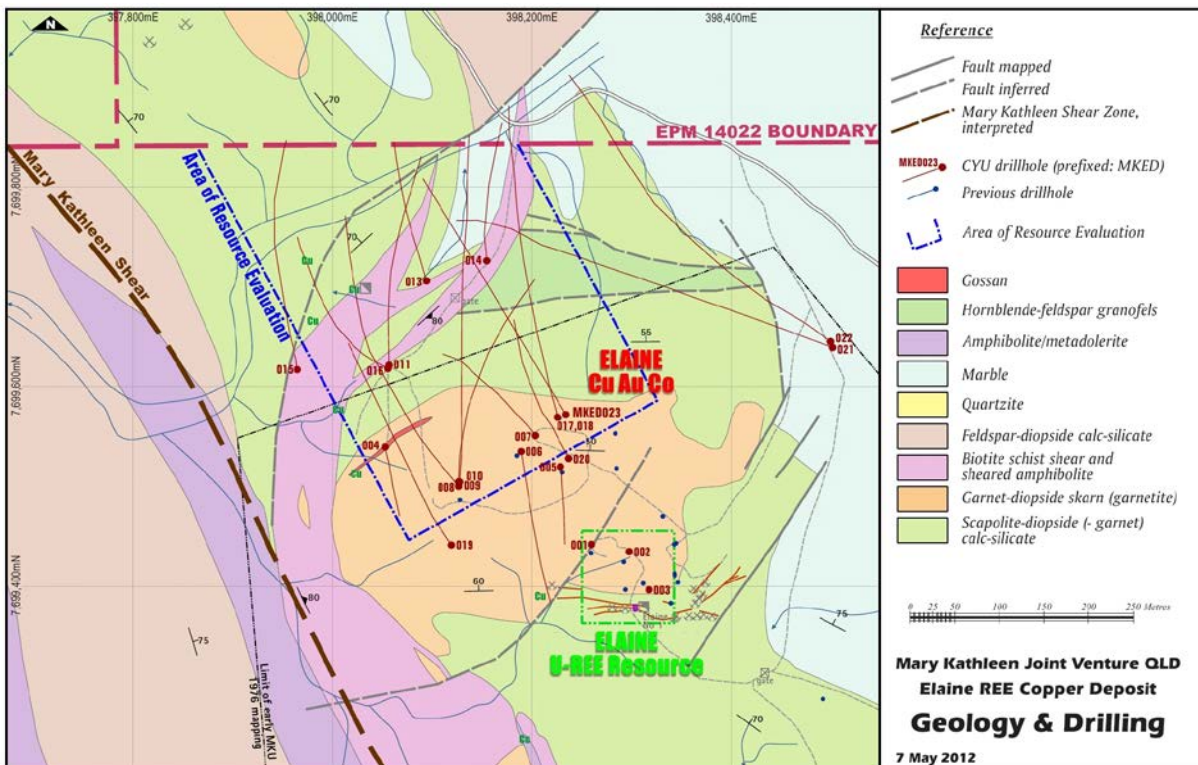 397,800mE
398,000mE
398,200mE
398,400mE
N
70
70
EPM 14022 BOUNDARY
7,699,800mN
Mary Kathleen Shear
Area of Resource Evaluation
70
Cu
014
013
gate
Cu
Cu
80
55
022
021
ELAINE
Cu Au Co
011
016
015
7,699,600mN
MKED023
017,018
Cu
007
004
006
020
005
Cu
010
008
009
019
001
002
003
60
Cu
7,699,400mN
80
75
ELAINE
U-REE Resource
75
gate
70
Limit of early MKU
1976 mapping
Cu
Reference
Fault mapped
Fault inferred
Mary Kathleen Shear Zone,
interpreted
MKED023
CYU drillhole (prefixed: MKED)
Previous drillhole
Area of Resource Evaluation
Gossan
Hornblende-feldspar granofels
Amphibolite/metadolerite
Marble
Quartzite
Feldspar-diopside calc-silicate
Biotite schist shear and
sheared amphibolite
Garnet-diopside skarn (garnetite)
Scapolite-diopside (- garnet)
calc-silicate
0 25 50 100 150 200 250 Metres
Mary Kathleen Joint Venture QLD
Elaine REE Copper Deposit
Geology & Drilling
7 May 2012